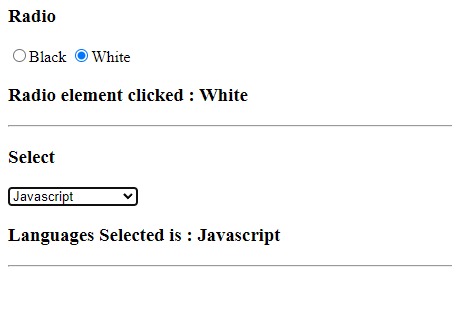 Radio
Black White
Radio element clicked : White
Select
Javascript
Languages Selected is : Javascript